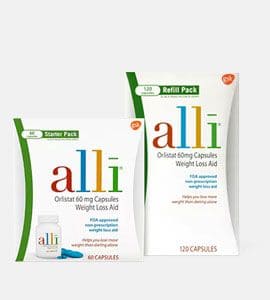 60
CAPSULES
Starter Pack
gsk
alli
Orlistat 60 mg Capsules
Weight Loss Aid
FDA approved
non-prescription
weight loss aid
Helps you lose more
weight than dieting alone
alli
60 CAPSULES
120
CAPSULES
Refill Pack
gsk
alli
Orlistat 60mg Capsules
Weight Loss Aid
FDA approved
non-prescription
weight loss aid
Helps you lose more
weight than dieting alone
120 CAPSULES